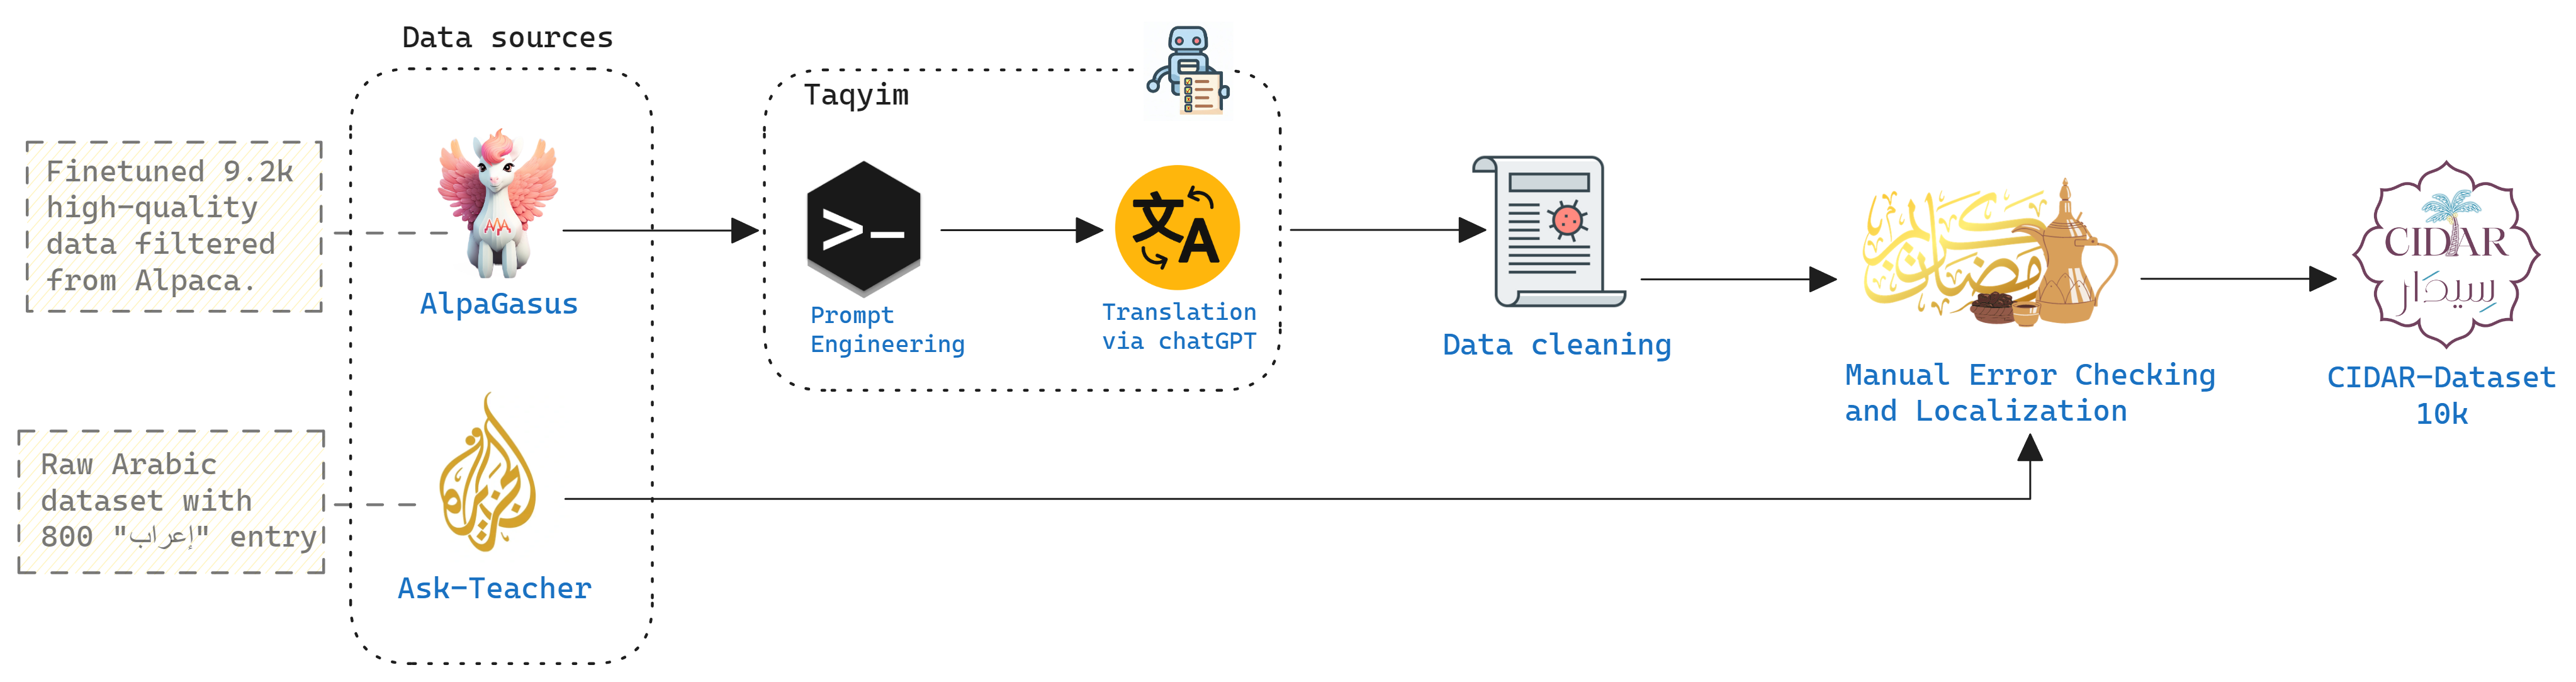 Data sources
Finetuned 9.2k
high-quality
data filtered
from Alpaca.
AlpaGasus
Raw Arabic
dataset with
800 "إعراب" entry
الجزيرة
Ask-Teacher
Taqyim
>_
Prompt
Engineering
文A
Translation
via chatGPT
Data cleaning
رمضان كريم
Manual Error Checking
and Localization
CIDAR
سيدار
CIDAR-Dataset
10k